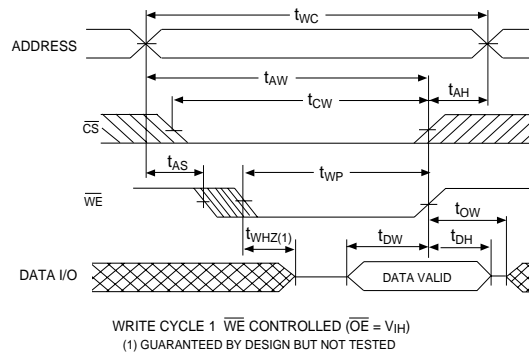 tWC
ADDRESS
tAW
tCW
tAH
CS
tAS
tWP
WE
tOW
tWHZ(1)
tDW
tDH
DATA I/O
DATA VALID
WRITE CYCLE 1 WE CONTROLLED (OE = VIH)
(1) GUARANTEED BY DESIGN BUT NOT TESTED